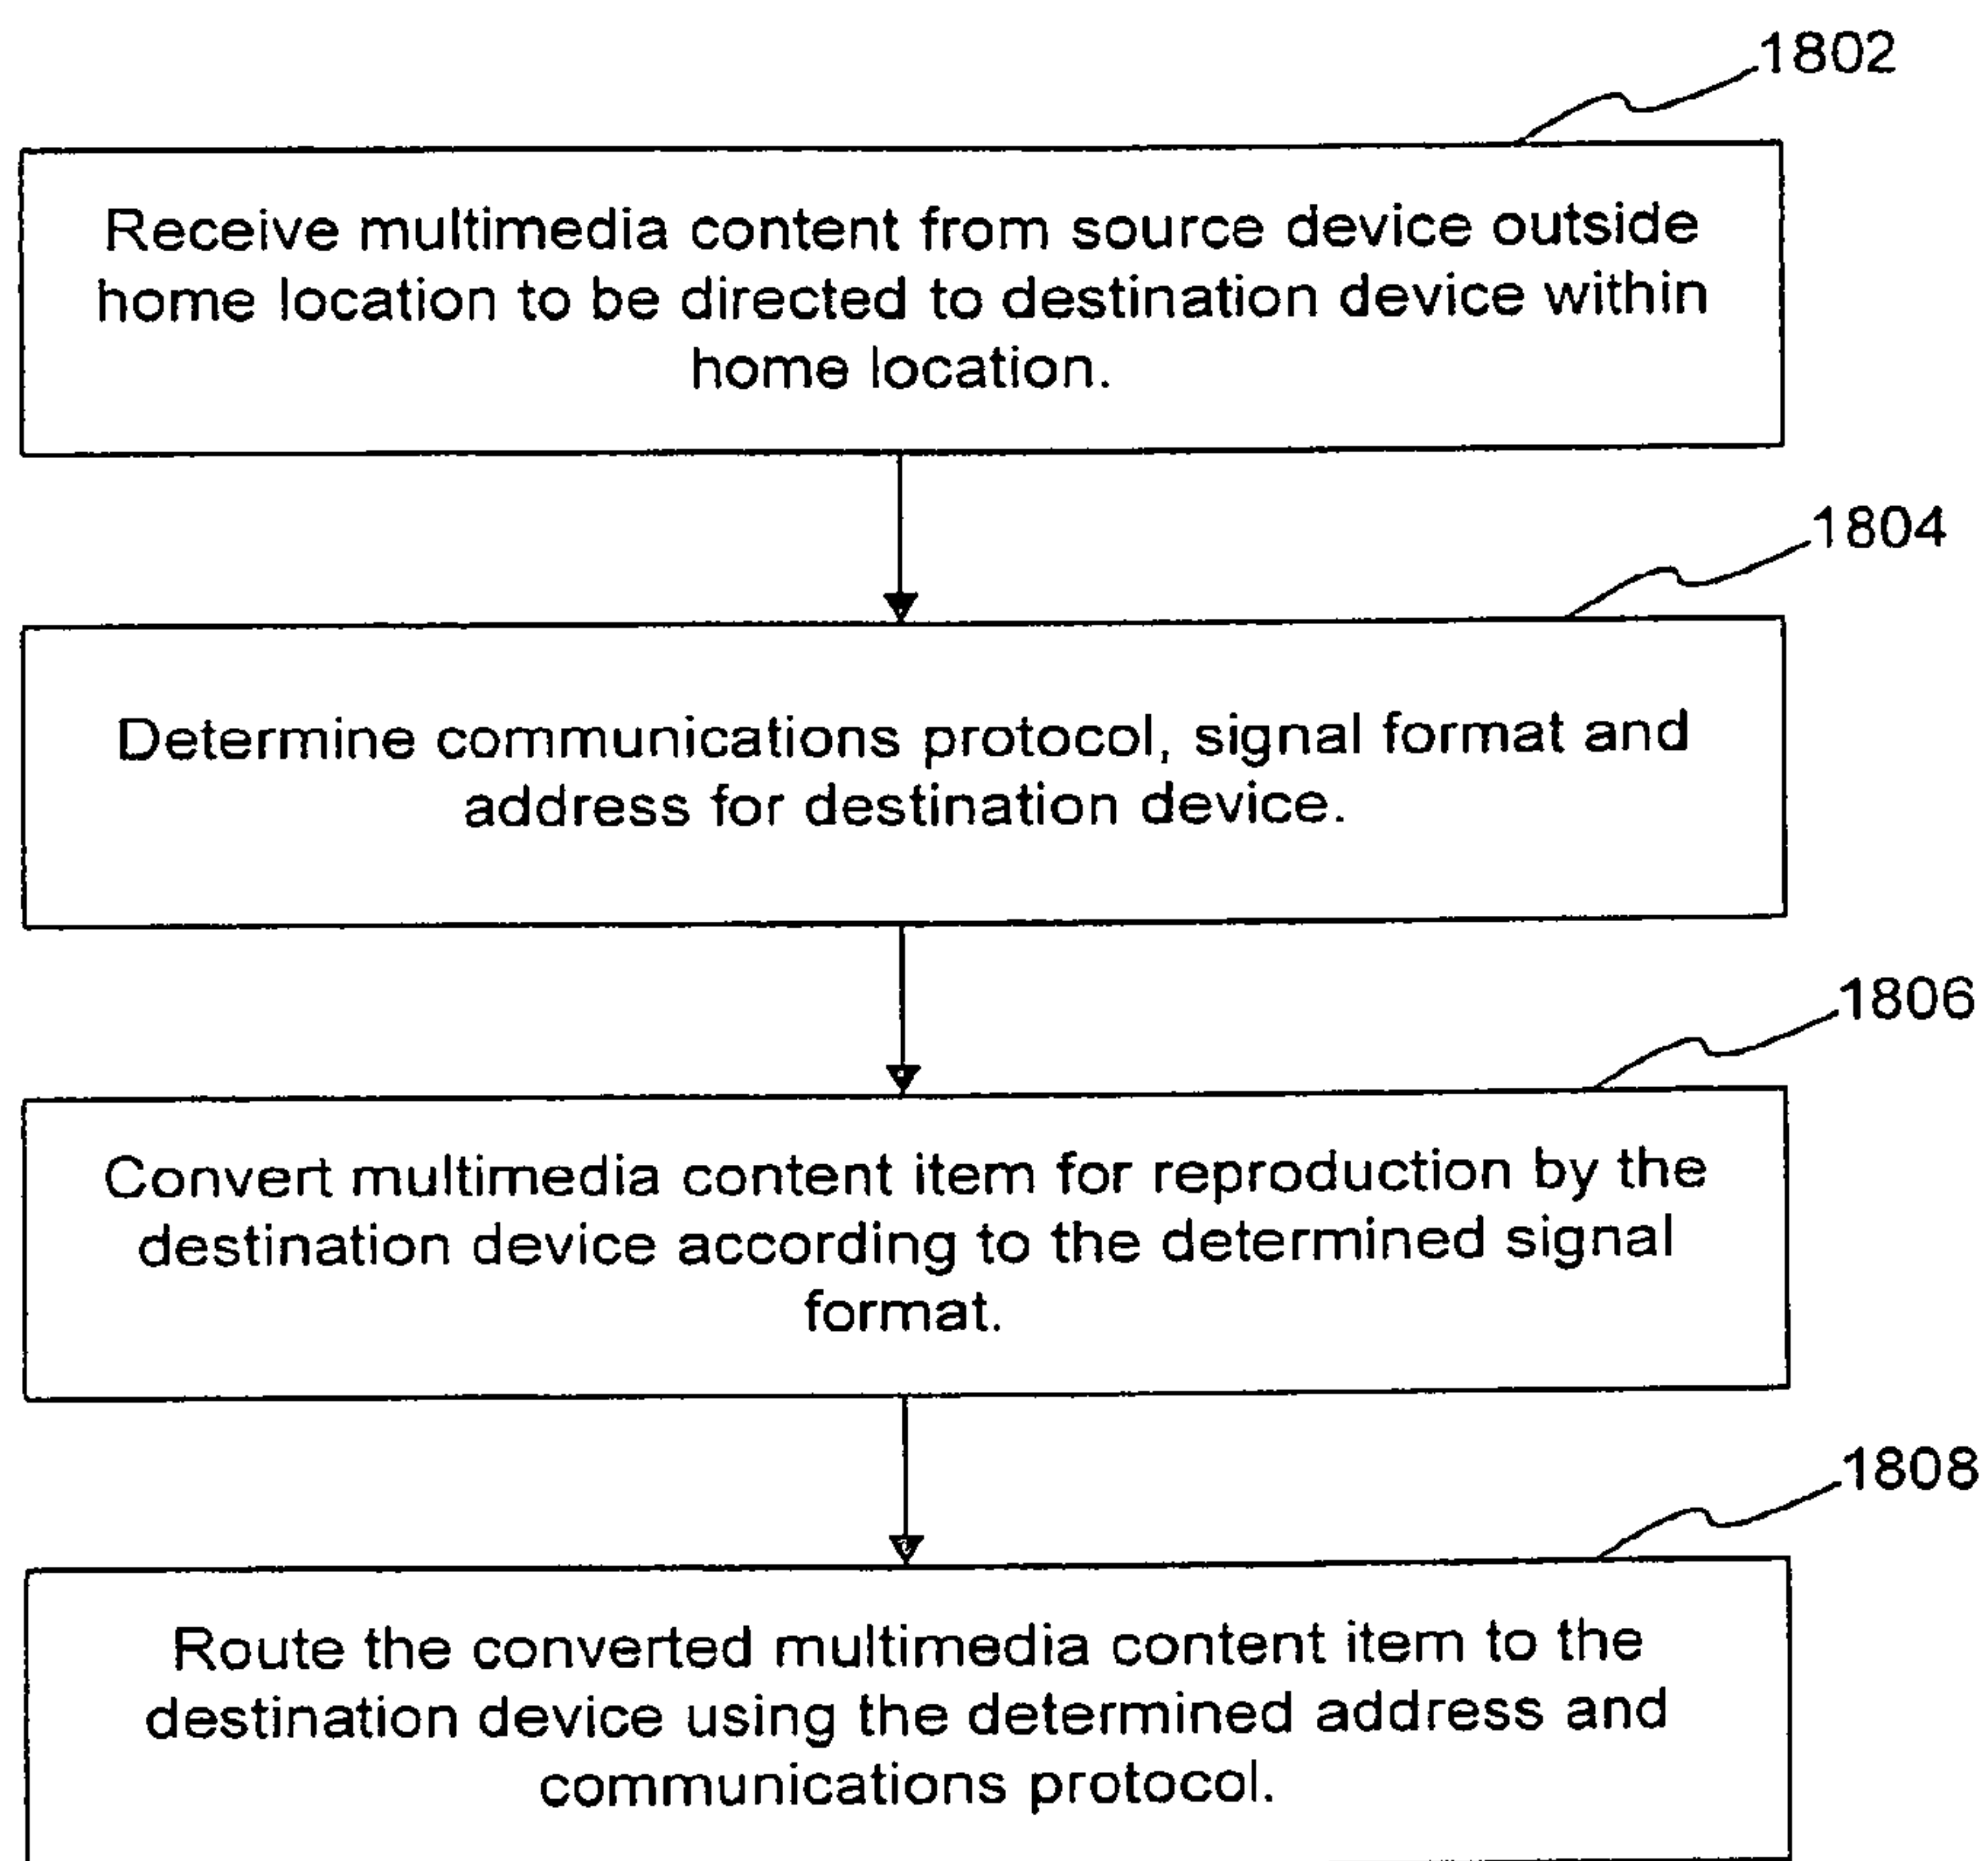 1802
Receive multimedia content from source device outside
home location to be directed to destination device within
home location.
1804
Determine communications protocol, signal format and
address for destination device.
1806
Convert multimedia content item for reproduction by the
destination device according to the determined signal
format.
1808
Route the converted multimedia content item to the
destination device using the determined address and
communications protocol.